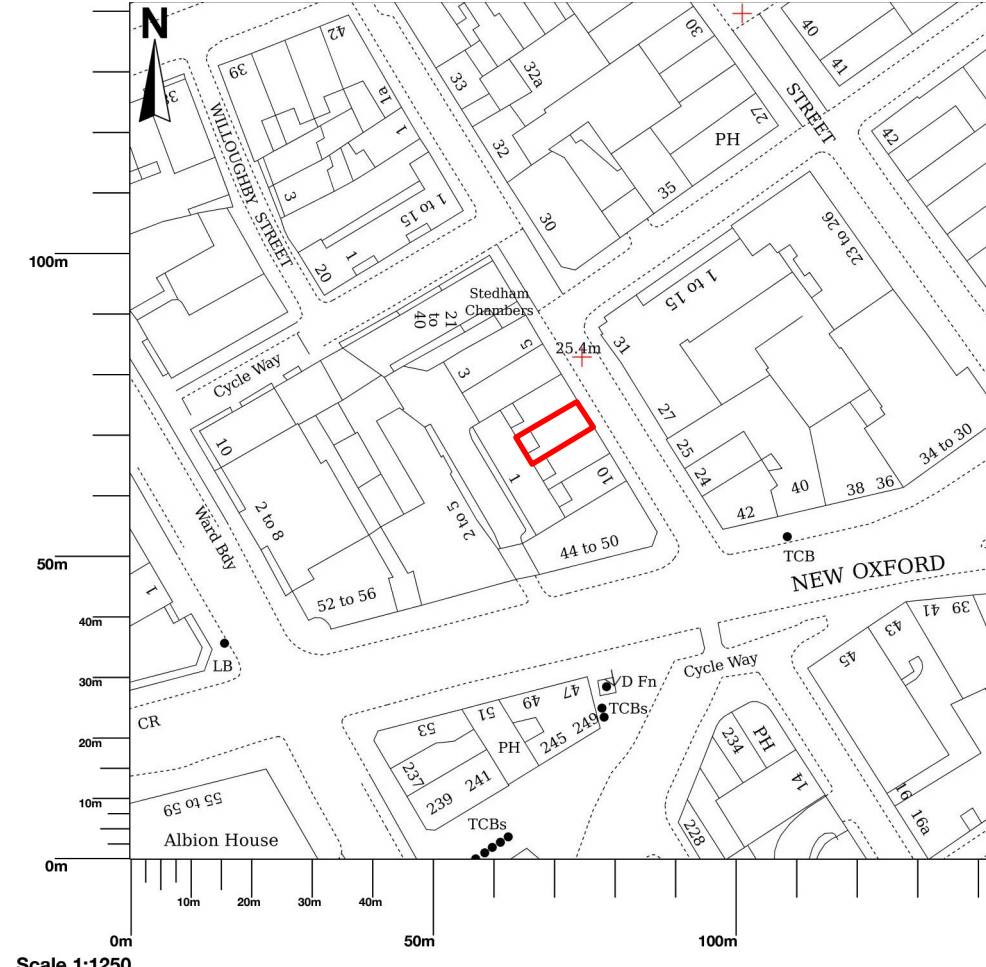 N
42
39
38
1a
1
WILLOUGHBY STREET
3
1 to 15
1
20
33
32a
32
30
30
27
PH
35
STREET
40
41
42
23 to 26
1 to 15
31
100m
Stedham
Chambers
21
to
40
25.4m
5
3
Cycle Way
10
2 to 8
2 to 5
1
10
27
25
24
42
40
38
36
34 to 30
44 to 50
52 to 56
TCB
NEW OXFORD
50m
Ward Bdy
1
40m
LB
30m
CR
20m
10m
0m
55 to 59
Albion House
53
51
49
47
PH
237
239
241
245
249
D Fn
TCBs
TCBs
Cycle Way
45
43
41
39
234
PH
14
228
16
16a
10m
20m
30m
40m
0m
50m
100m
Scale 1:1250